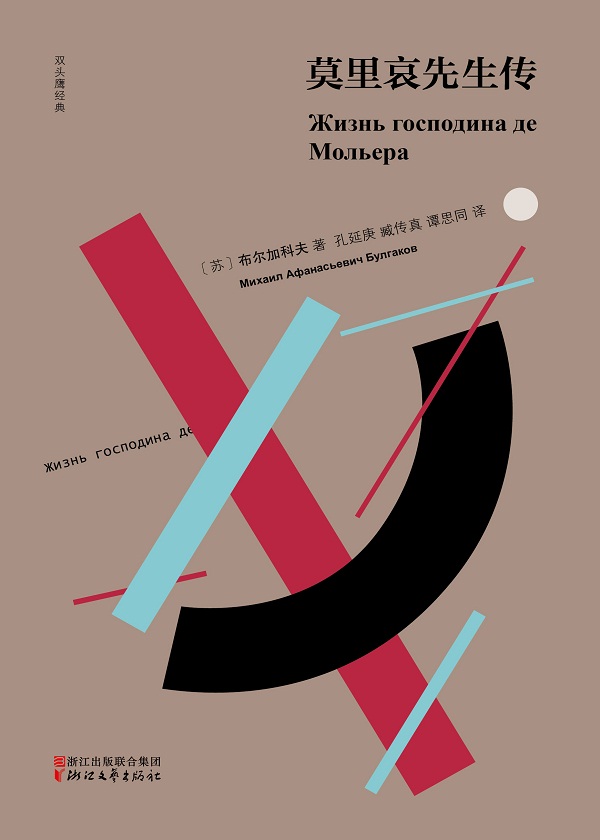 双头鹰经典
莫里哀先生传
Жизнь господина де
Мольера
〔苏〕布尔加科夫 著 孔延庚 臧传真 谭思同 译
Михаил Афанасьевич Булгаков
Жизнь господина де
浙江出版联合集团
浙江文艺出版社